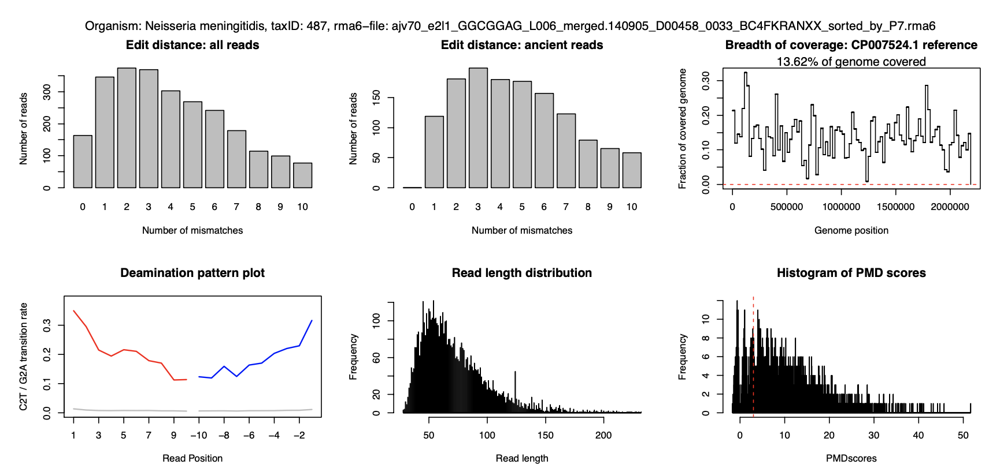 Organism: Neisseria meningitidis, taxID: 487, rma6−file: ajv70_e2l1_GGCGGAG_L006_merged.140905_D00458_0033_BC4FKRANXX_sorted_by_P7.rma6
Edit distance: all reads
Number of reads
0 100 200 300
0 1 2 3 4 5 6 7 8 9 10
Number of mismatches
Edit distance: ancient reads
Number of reads
0 50 100 150
0 1 2 3 4 5 6 7 8 9 10
Number of mismatches
Breadth of coverage: CP007524.1 reference
13.62% of genome covered
Fraction of covered genome
0.00 0.10 0.20 0.30
0 500000 1000000 1500000 2000000
Genome position
Deamination pattern plot
C2T / G2A transition rate
0.0 0.1 0.2 0.3
1 3 5 7 9 −10 −8 −6 −4 −2
Read Position
Read length distribution
Frequency
0 20 60 100
50 100 150 200
Read length
Histogram of PMD scores
Frequency
0 2 4 6 8 10
0 10 20 30 40 50
PMDscores